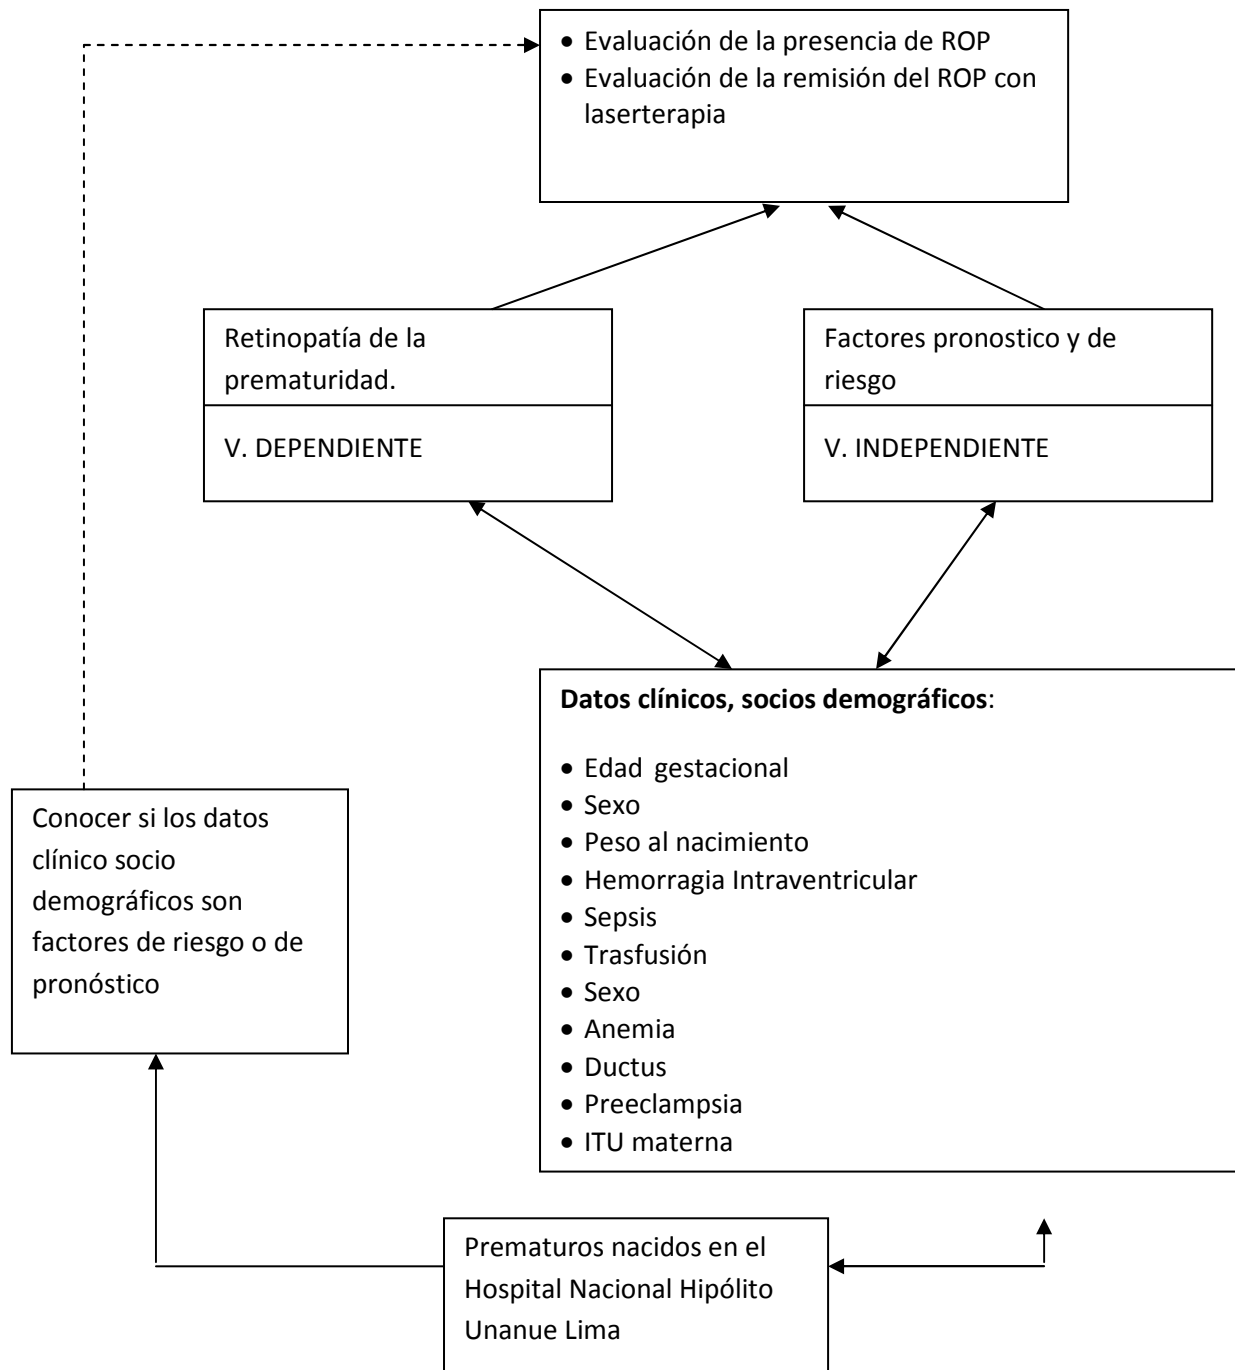 • Evaluación de la presencia de ROP
• Evaluación de la remisión del ROP con
laserterapia
Retinopatía de la
prematuridad.
V. DEPENDIENTE
Factores pronostico y de
riesgo
V. INDEPENDIENTE
Datos clínicos, socios demográficos:
• Edad gestacional
• Sexo
• Peso al nacimiento
• Hemorragia Intraventricular
• Sepsis
• Trasfusión
• Sexo
• Anemia
• Ductus
• Preeclampsia
• ITU materna
Conocer si los datos
clínico socio
demográficos son
factores de riesgo o de
pronóstico
Prematuros nacidos en el
Hospital Nacional Hipólito
Unanue Lima